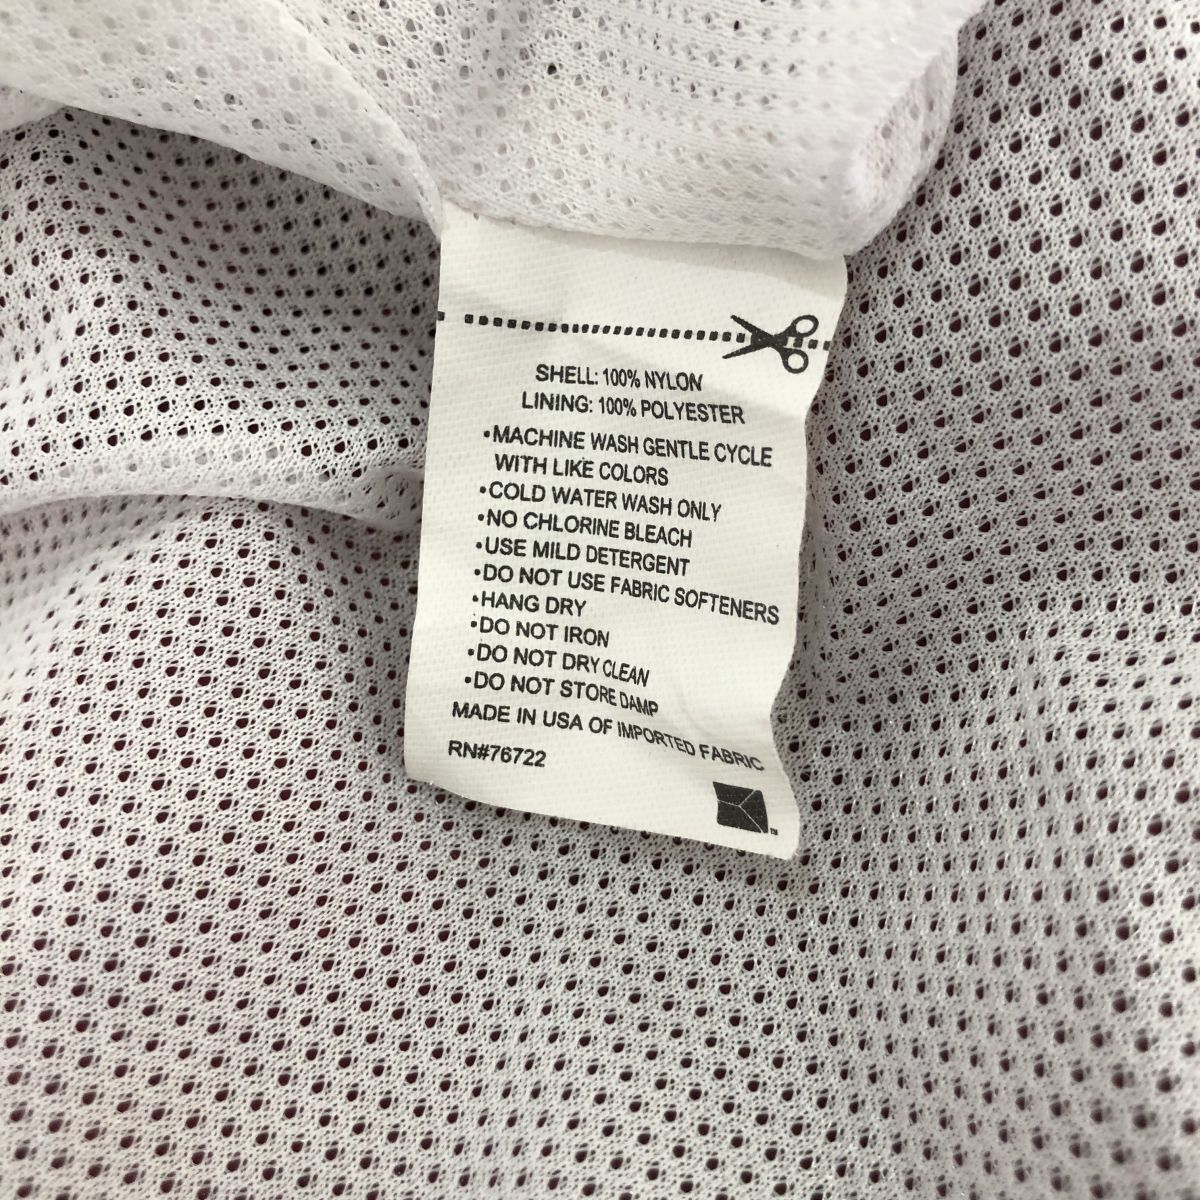 SHELL: 100% NYLON
LINING: 100% POLYESTER
•MACHINE WASH GENTLE CYCLE
WITH LIKE COLORS
•COLD WATER WASH ONLY
•NO CHLORINE BLEACH
•USE MILD DETERGENT
•DO NOT USE FABRIC SOFTENERS
•HANG DRY
•DO NOT IRON
•DO NOT DRY CLEAN
•DO NOT STORE DAMP
MADE IN USA OF IMPORTED FABRIC
RN#76722
™